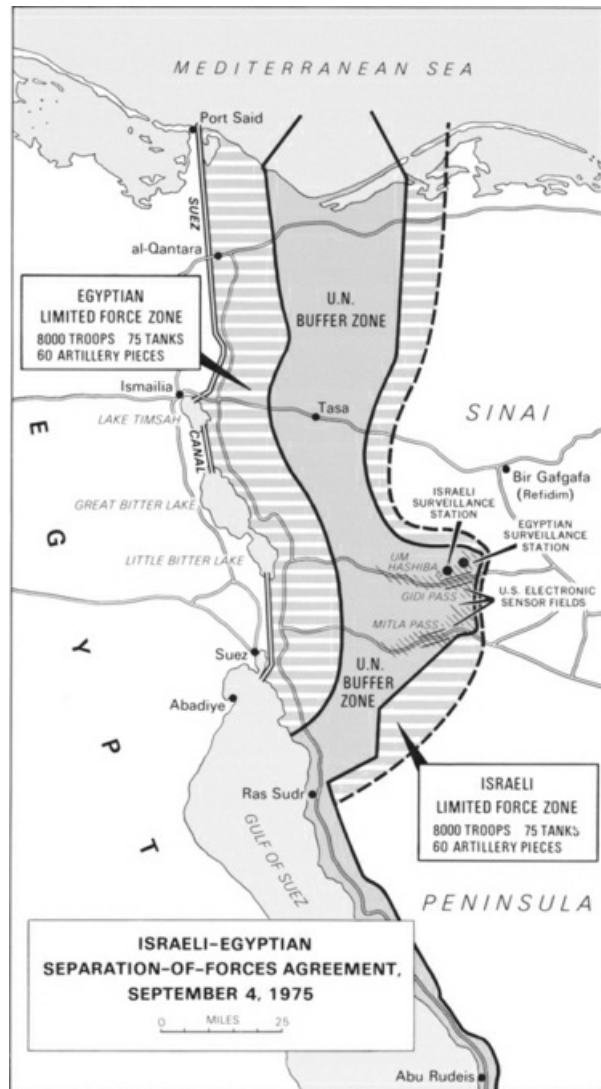 MEDITERRANEAN SEA
Port Said
SUEZ
al-Qantara
EGYPTIAN
LIMITED FORCE ZONE
8000 TROOPS 75 TANKS
60 ARTILLERY PIECES
U.N.
BUFFER ZONE
Ismailia
LAKE TIMSAH
CANAL
Tasa
SINAI
Bir Gafgafa
(Refidim)
ISRAELI
SURVEILLANCE
STATION
EGYPTIAN
SURVEILLANCE
STATION
GREAT BITTER LAKE
LITTLE BITTER LAKE
UM
HASHIBA
GIDI PASS
U.S. ELECTRONIC
SENSOR FIELDS
MITLA PASS
Suez
U.N.
BUFFER
ZONE
Abadiye
EGYPT
Ras Sudr
GULF OF SUEZ
ISRAELI
LIMITED FORCE ZONE
8000 TROOPS 75 TANKS
60 ARTILLERY PIECES
PENINSULA
ISRAELI-EGYPTIAN
SEPARATION-OF-FORCES AGREEMENT,
SEPTEMBER 4, 1975
0 MILES 25
Abu Rudeis